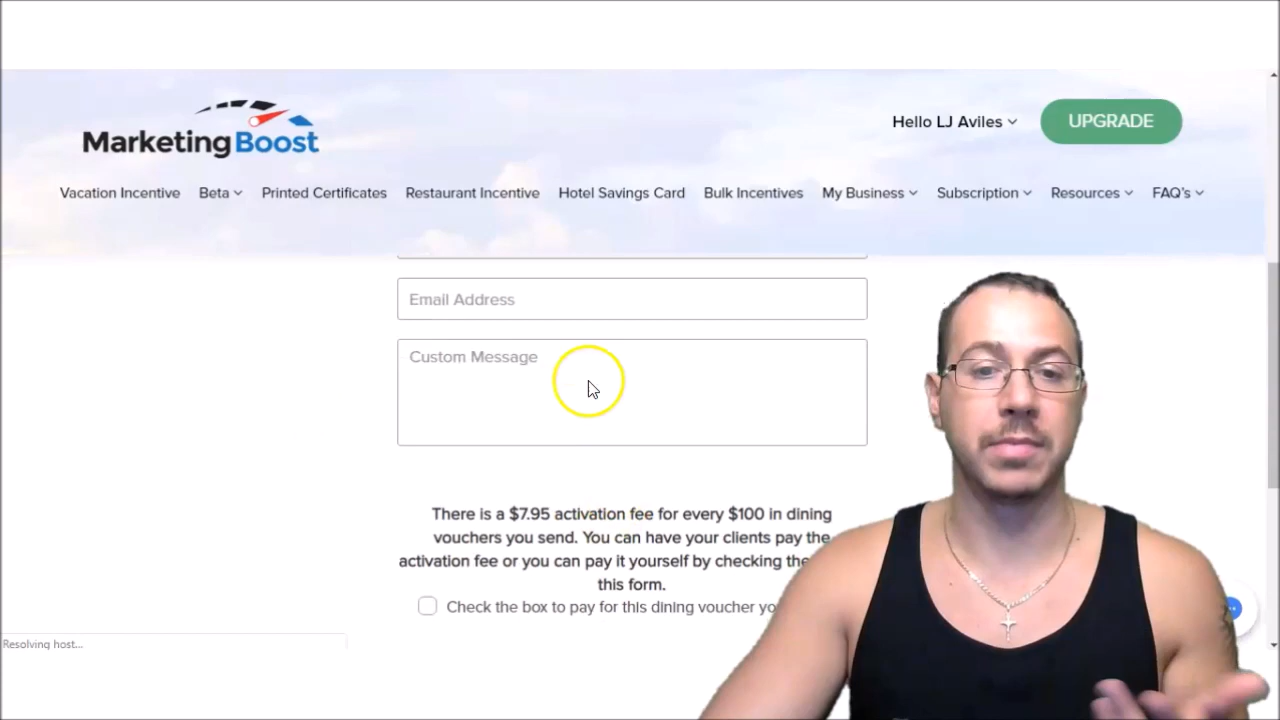 MarketingBoost
Hello LJ Aviles
UPGRADE
Vacation Incentive Beta Printed Certificates Restaurant Incentive Hotel Savings Card Bulk Incentives My Business Subscription Resources FAQ's
Email Address
Custom Message
There is a $7.95 activation fee for every $100 in dining
vouchers you send. You can have your clients pay the
activation fee or you can pay it yourself by checking the
this form.
Check the box to pay for this dining voucher
Resolving host...